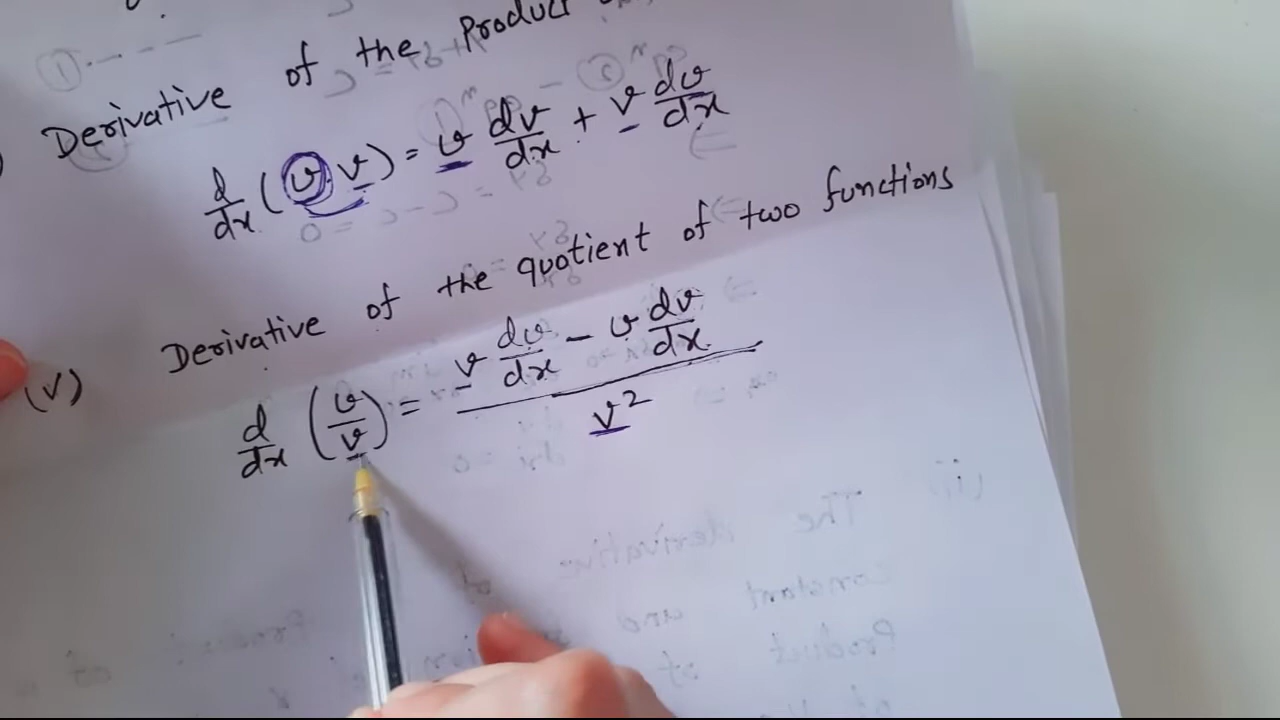 Derivative of the Product
d/dx (u v) = u dv/dx + v du/dx
(V) Derivative of the quotient of two functions
d/dx (u/v) = (v du/dx - u dv/dx) / v²